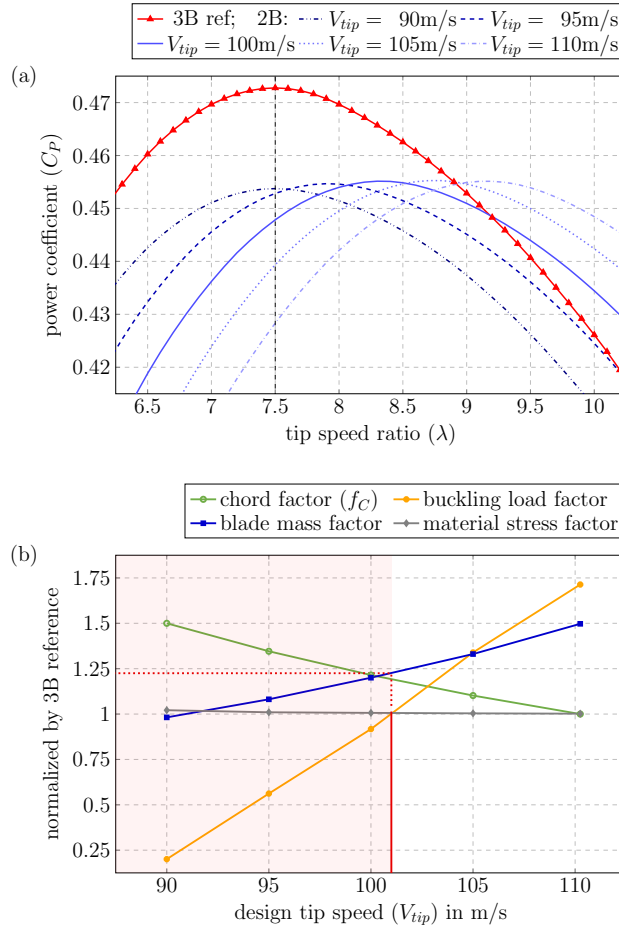 3B ref; 2B: V_tip = 90m/s V_tip = 95m/s
V_tip = 100m/s V_tip = 105m/s V_tip = 110m/s
(a)
power coefficient (C_P)
0.47
0.46
0.45
0.44
0.43
0.42
6.5 7 7.5 8 8.5 9 9.5 10
tip speed ratio (λ)
chord factor (f_C) buckling load factor
blade mass factor material stress factor
(b)
normalized by 3B reference
1.75
1.5
1.25
1
0.75
0.5
0.25
90 95 100 105 110
design tip speed (V_tip) in m/s